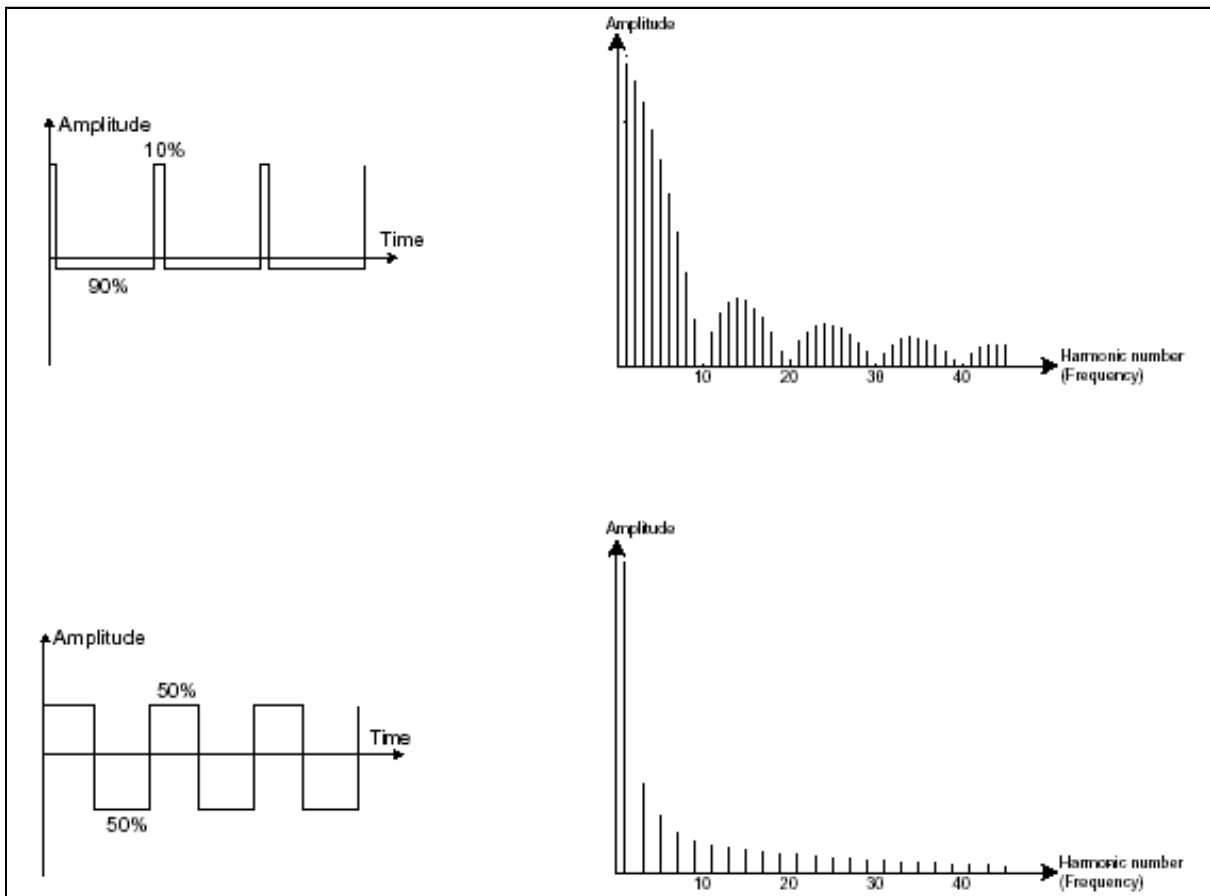 Amplitude
10%
Time
90%
Amplitude
10
20
30
40
Harmonic number
(Frequency)
Amplitude
50%
Time
50%
Amplitude
10
20
30
40
Harmonic number
(Frequency)